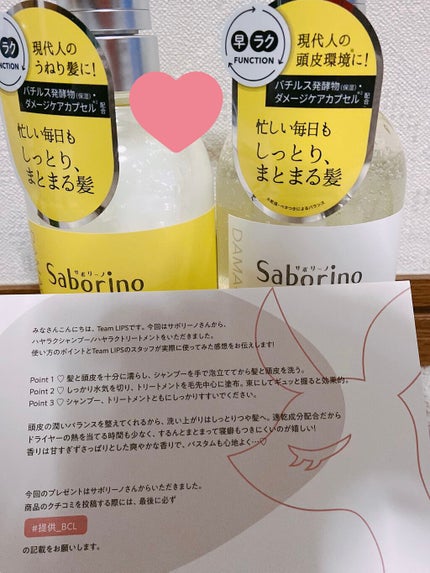 ラク
NCTION
現代人の
うねり髪に!
バチルス発酵物(保湿)・
ダメージケアカプセル 配合
忙しい毎日も
しっとり、
まとまる髪
サボリーノ
Saborino
早 ラク
FUNCTION
現代人の
頭皮環境に!
バチルス発酵物(保湿)・
ダメージケアカプセル 配合
忙しい毎日も
しっとり、
まとまる髪
DAMA
サボリーノ
Saborino
みなさんこんにちは、Team LIPSです。今回はサボリーノさんから、
ハヤラクシャンプー/ハヤラクトリートメントをいただきました。
使い方のポイントとTeam LIPSのスタッフが実際に使ってみた感想をお伝えします!
Point 1 ♡ 髪と頭皮を十分に濡らし、シャンプーを手で泡立ててから髪と頭皮を洗う。
Point 2 ♡ しっかり水気を切り、トリートメントを毛先中心に塗布。束にしてギュッと握ると効果的。
Point 3 ♡ シャンプー、トリートメントともにしっかりすすいでください。
頭皮の潤いバランスを整えてくれるから、洗い上がりはしっとりつや髪へ。速乾成分配合だから
ドライヤーの熱を当てる時間も少なく、するんとまとまって寝癖もつきにくいのが嬉しい!
香りは甘すぎずさっぱりとした爽やかな香りで、バスタムも心地よく…♡
今回のプレゼントはサボリーノさんからいただきました。
商品のクチコミを投稿する際には、最後に必ず
#提供_BCL
の記載をお願いします。